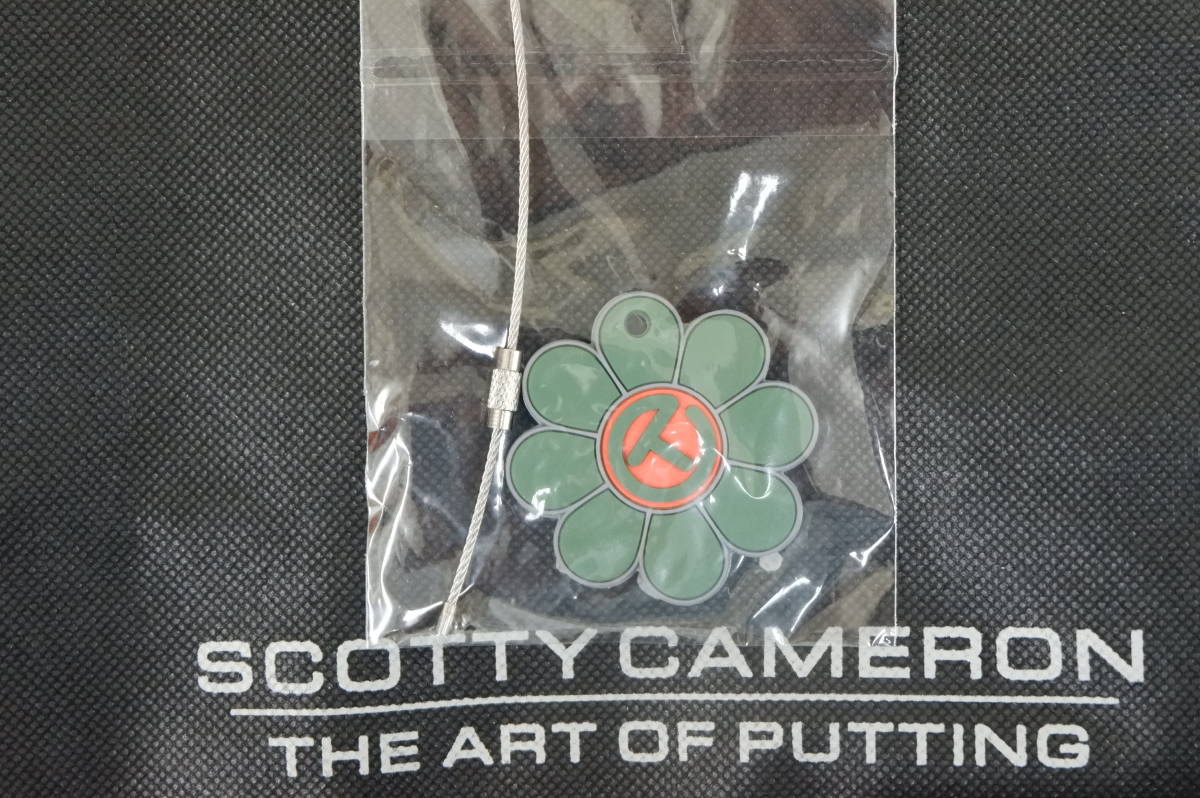 SCOTTY CAMERON
THE ART OF PUTTING